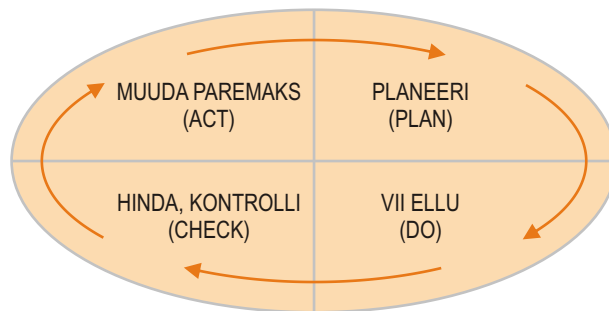 MUUDA PAREMAKS
(ACT)
PLANEERI
(PLAN)
HINDA, KONTROLLI
(CHECK)
VII ELLU
(DO)